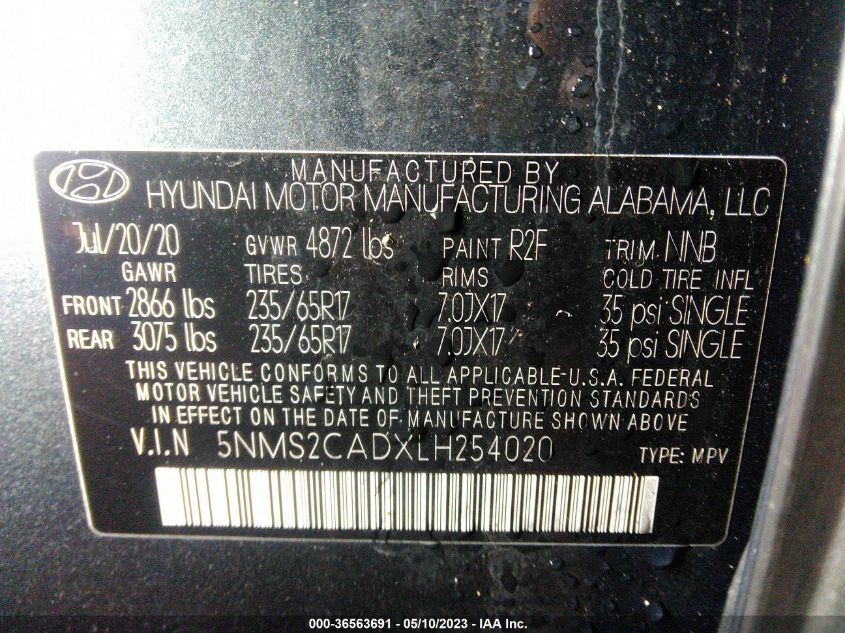 MANUFACTURED BY
HYUNDAI MOTOR MANUFACTURING ALABAMA, LLC
Jul/20/20 GVWR 4872 lbs PAINT R2F TRIM NNB
GAWR TIRES RIMS COLD TIRE INFL
FRONT 2866 lbs 235/65R17 7.0JX17 35 psi SINGLE
REAR 3075 lbs 235/65R17 7.0JX17 35 psi SINGLE
THIS VEHICLE CONFORMS TO ALL APPLICABLE-U.S.A. FEDERAL
MOTOR VEHICLE SAFETY AND THEFT PREVENTION STANDARDS
IN EFFECT ON THE DATE OF MANUFACTURE SHOWN ABOVE
V.I.N 5NMS2CADXLH254020 TYPE: MPV
000-36563691 - 05/10/2023 - IAA Inc.